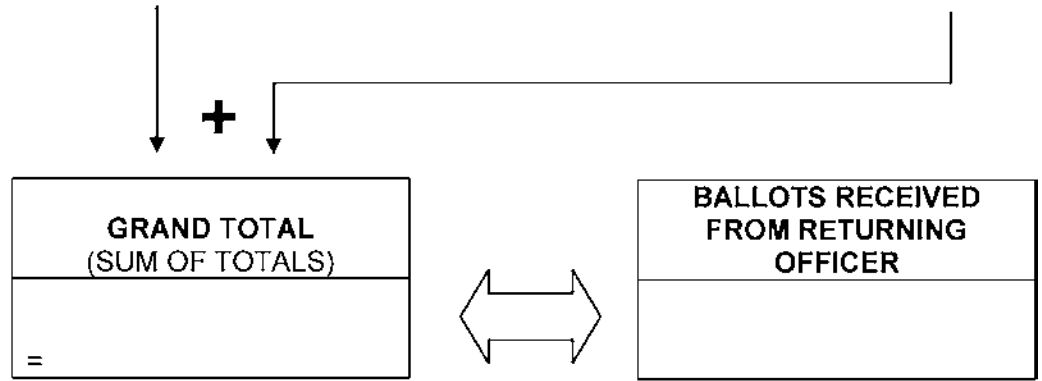 +
GRAND TOTAL
(SUM OF TOTALS)
=
BALLOTS RECEIVED
FROM RETURNING
OFFICER